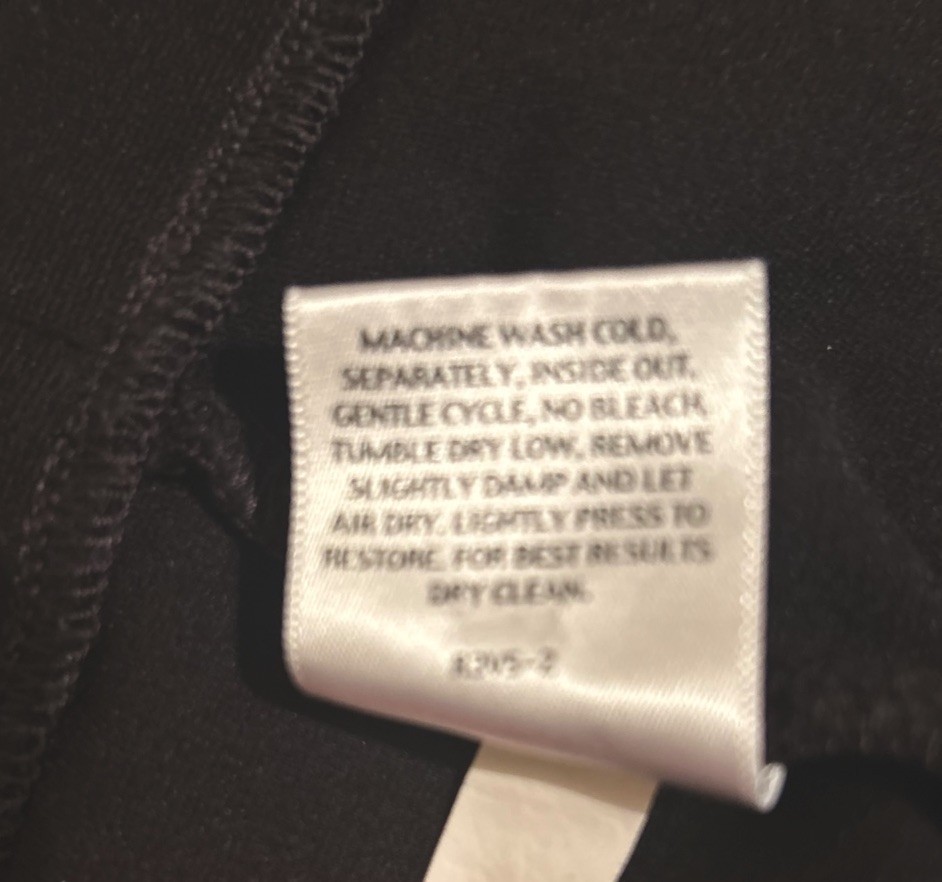 MACHINE WASH COLD,
SEPARATELY, INSIDE OUT.
GENTLE CYCLE, NO BLEACH.
TUMBLE DRY LOW. REMOVE
SLIGHTLY DAMP AND LET
AIR DRY. LIGHTLY PRESS TO
RESTORE. FOR BEST RESULTS
DRY CLEAN.